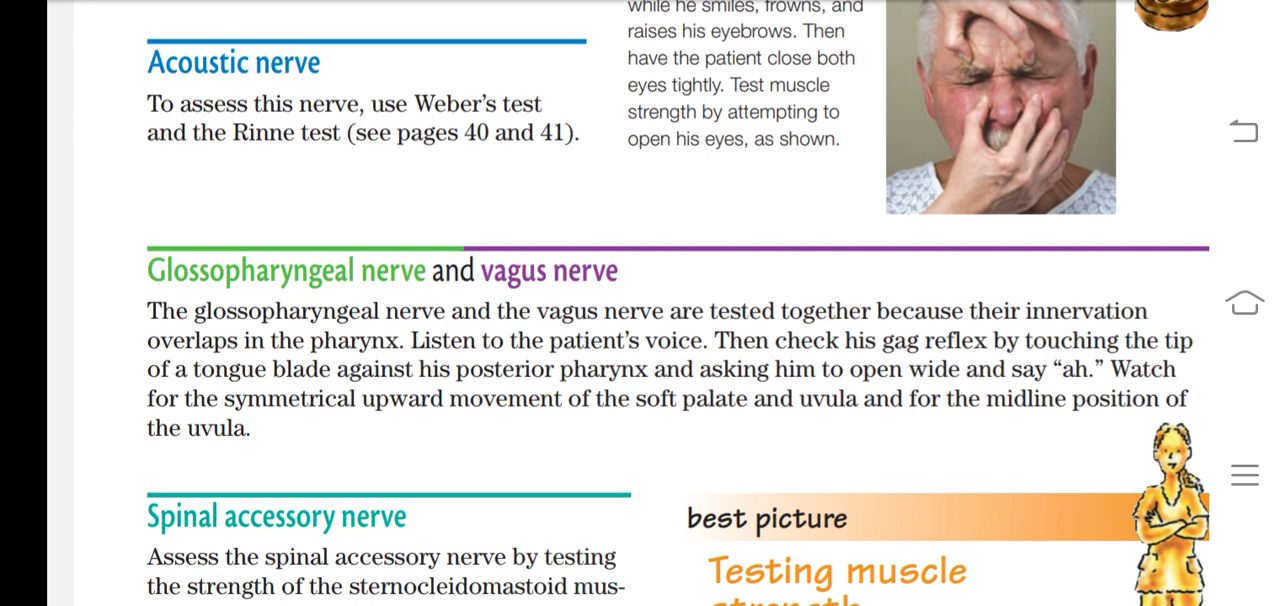 Acoustic nerve
To assess this nerve, use Weber's test
and the Rinne test (see pages 40 and 41).
while he smiles, frowns, and
raises his eyebrows. Then
have the patient close both
eyes tightly. Test muscle
strength by attempting to
open his eyes, as shown.
Glossopharyngeal nerve and vagus nerve
The glossopharyngeal nerve and the vagus nerve are tested together because their innervation
overlaps in the pharynx. Listen to the patient's voice. Then check his gag reflex by touching the tip
of a tongue blade against his posterior pharynx and asking him to open wide and say “ah.” Watch
for the symmetrical upward movement of the soft palate and uvula and for the midline position of
the uvula.
Spinal accessory nerve
Assess the spinal accessory nerve by testing
the strength of the sternocleidomastoid mus-
best picture
Testing muscle
strength